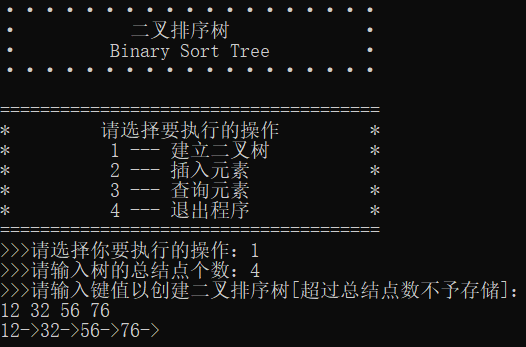 · · · · · · · · · · · · · · · · · · ·
· 二叉排序树 ·
· Binary Sort Tree ·
· · · · · · · · · · · · · · · · · · ·
======================================
* 请选择要执行的操作 *
* 1 --- 建立二叉树 *
* 2 --- 插入元素 *
* 3 --- 查询元素 *
* 4 --- 退出程序 *
======================================
>>>请选择你要执行的操作: 1
>>>请输入树的总结点个数: 4
>>>请输入键值以创建二叉排序树[超过总结点数不予存储]:
12 32 56 76
12->32->56->76->